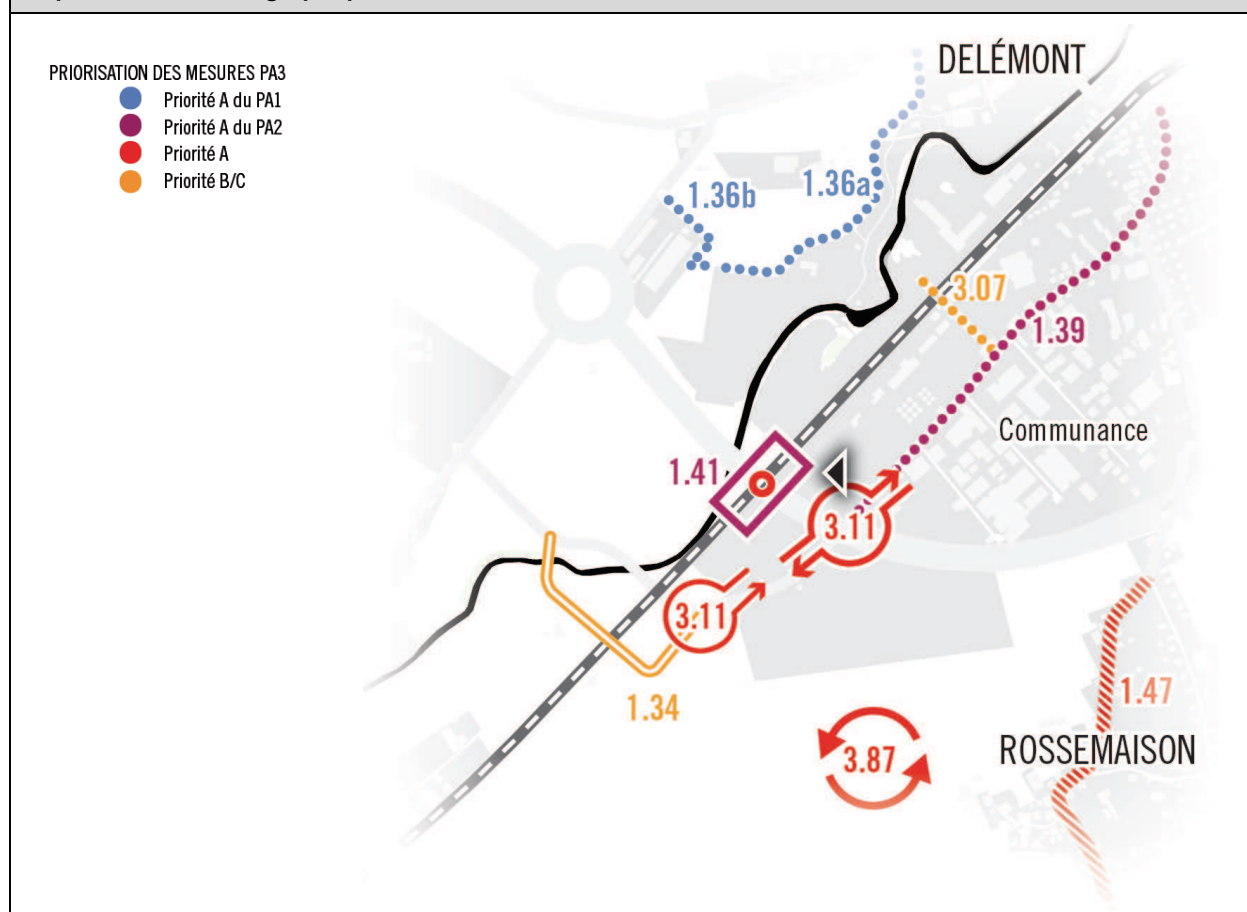 DELÉMONT
PRIORISATION DES MESURES PA3
Priorité A du PA1
Priorité A du PA2
Priorité A
Priorité B/C
1.36b
1.36a
3.07
1.39
Communance
1.41
3.11
3.11
1.34
1.47
ROSSEMAISON
3.87